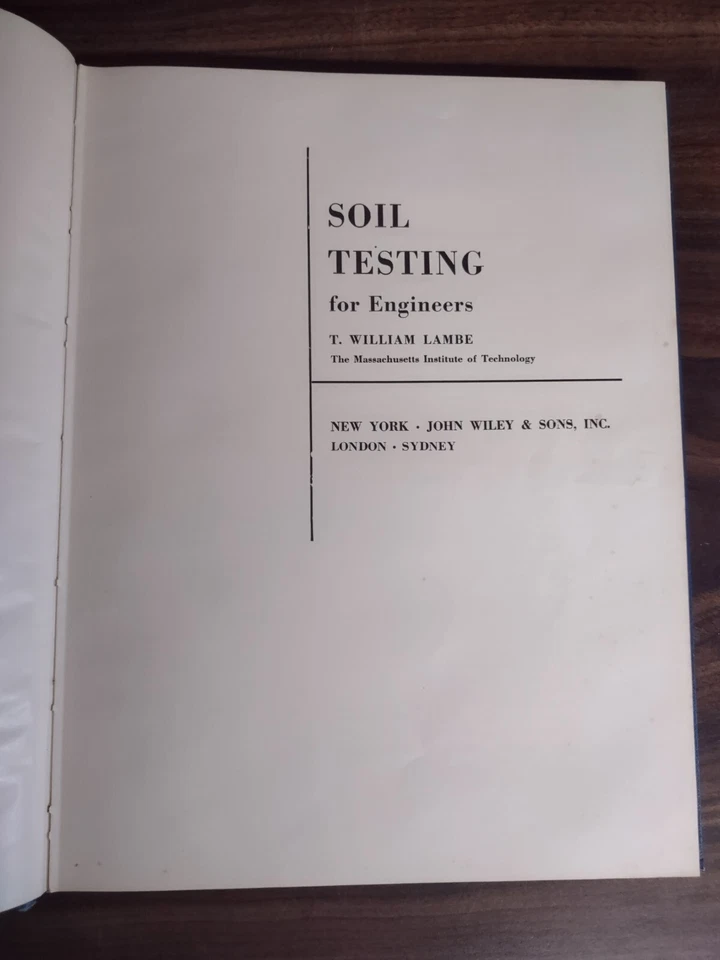 SOIL
TESTING
for Engineers
T. WILLIAM LAMBE
The Massachusetts Institute of Technology
NEW YORK · JOHN WILEY & SONS, INC.
LONDON · SYDNEY